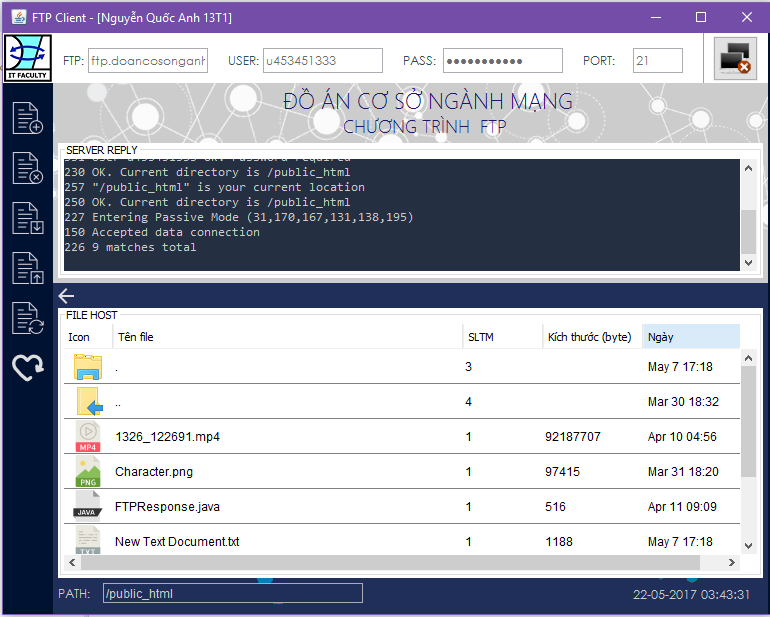 FTP Client - [Nguyễn Quốc Anh 13T1]
IT FACULTY
FTP: ftp.doancosonganh USER: u453451333 PASS: ●●●●●●●●●●● PORT: 21
ĐỒ ÁN CƠ SỞ NGÀNH MẠNG
CHƯƠNG TRÌNH FTP
SERVER REPLY
331 User u453451333 OK. Password required
230 OK. Current directory is /public_html
257 "/public_html" is your current location
250 OK. Current directory is /public_html
227 Entering Passive Mode (31,170,167,131,138,195)
150 Accepted data connection
226 9 matches total
FILE HOST
Icon Tên file SLTM Kích thước (byte) Ngày
. 3 May 7 17:18
.. 4 Mar 30 18:32
MP4 1326_122691.mp4 1 92187707 Apr 10 04:56
PNG Character.png 1 97415 Mar 31 18:20
JAVA FTPResponse.java 1 516 Apr 11 09:09
TXT New Text Document.txt 1 1188 May 7 17:18
PATH: /public_html 22-05-2017 03:43:31